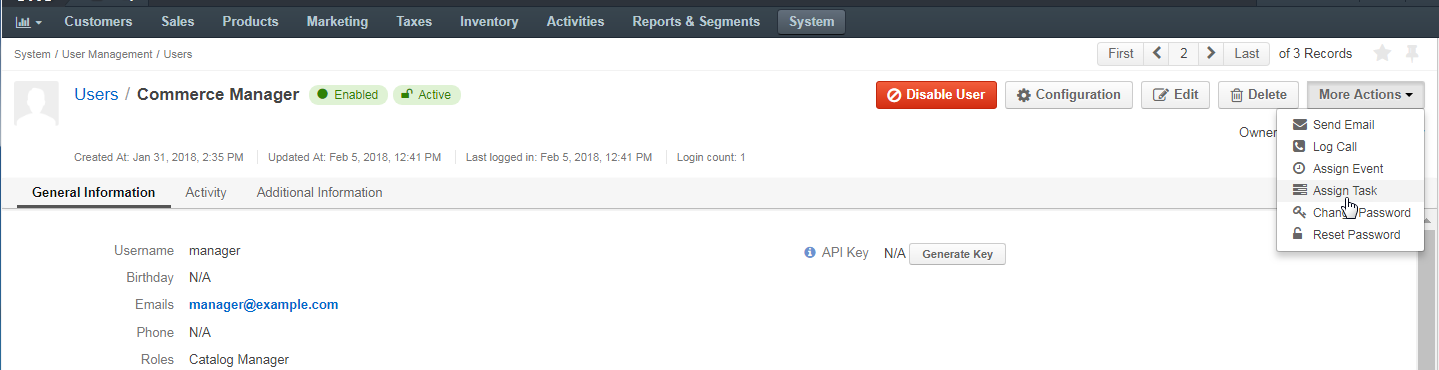 Customers Sales Products Marketing Taxes Inventory Activities Reports & Segments System
System / User Management / Users First 2 Last of 3 Records
Users / Commerce Manager Enabled Active Disable User Configuration Edit Delete More Actions
Send Email
Owner
Log Call
Created At: Jan 31, 2018, 2:35 PM Updated At: Feb 5, 2018, 12:41 PM Last logged in: Feb 5, 2018, 12:41 PM Login count: 1
Assign Event
General Information Activity Additional Information
Assign Task
Password
Reset Password
Username manager
API Key N/A Generate Key
Birthday N/A
Emails manager@example.com
Phone N/A
Roles Catalog Manager